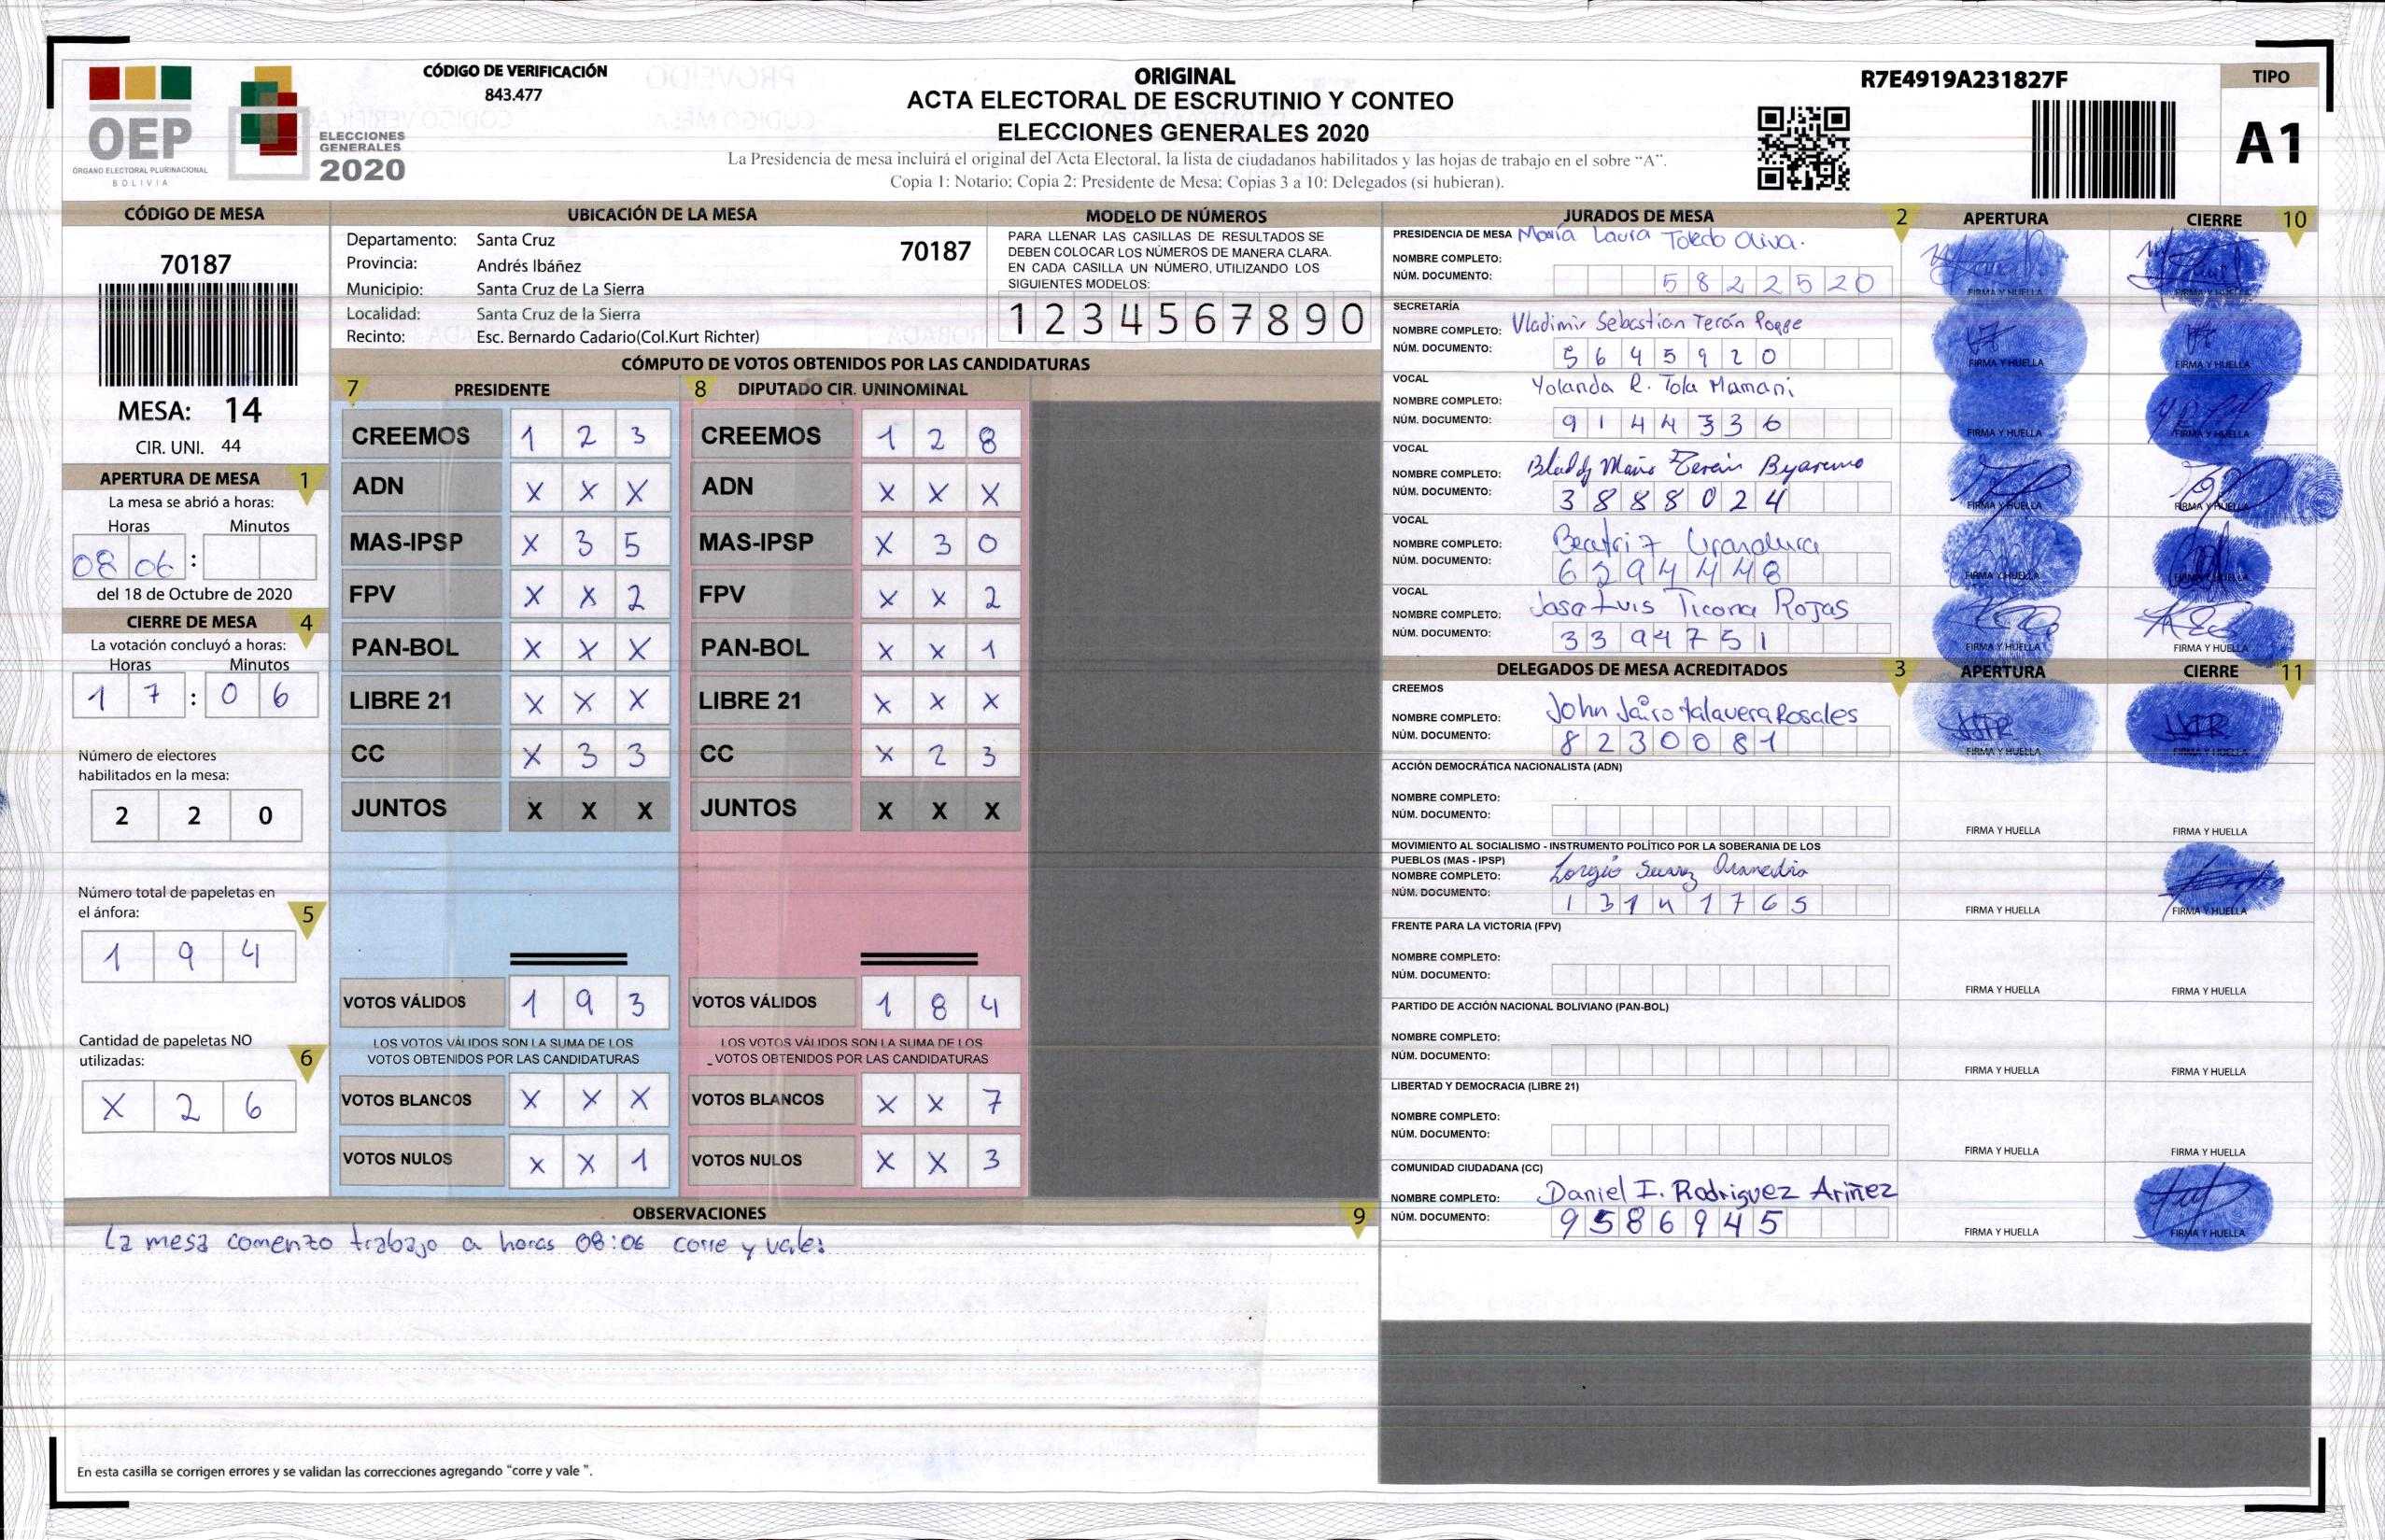 OEP
ÓRGANO ELECTORAL PLURINACIONAL
BOLIVIA
ELECCIONES
GENERALES
2020
CÓDIGO DE VERIFICACIÓN
843.477
ORIGINAL
ACTA ELECTORAL DE ESCRUTINIO Y CONTEO
ELECCIONES GENERALES 2020
La Presidencia de mesa incluirá el original del Acta Electoral, la lista de ciudadanos habilitados y las hojas de trabajo en el sobre “A”.
Copia 1: Notario; Copia 2: Presidente de Mesa; Copias 3 a 10: Delegados (si hubieran).
R7E4919A231827F
TIPO
A1
CÓDIGO DE MESA
70187
MESA: 14
CIR. UNI. 44
APERTURA DE MESA 1
La mesa se abrió a horas:
Horas Minutos
08 06 :
del 18 de Octubre de 2020
CIERRE DE MESA 4
La votación concluyó a horas:
Horas Minutos
1 7 : 0 6
Número de electores
habilitados en la mesa:
2 2 0
Número total de papeletas en
el ánfora: 5
1 9 4
Cantidad de papeletas NO
utilizadas: 6
X 2 6
UBICACIÓN DE LA MESA
Departamento: Santa Cruz 70187
Provincia: Andrés Ibáñez
Municipio: Santa Cruz de La Sierra
Localidad: Santa Cruz de la Sierra
Recinto: Esc. Bernardo Cadario(Col.Kurt Richter)
MODELO DE NÚMEROS
PARA LLENAR LAS CASILLAS DE RESULTADOS SE
DEBEN COLOCAR LOS NÚMEROS DE MANERA CLARA.
EN CADA CASILLA UN NÚMERO, UTILIZANDO LOS
SIGUIENTES MODELOS:
1 2 3 4 5 6 7 8 9 0
CÓMPUTO DE VOTOS OBTENIDOS POR LAS CANDIDATURAS
7 PRESIDENTE 8 DIPUTADO CIR. UNINOMINAL
CREEMOS 1 2 3 CREEMOS 1 2 8
ADN X X X ADN X X X
MAS-IPSP X 3 5 MAS-IPSP X 3 0
FPV X X 2 FPV X X 2
PAN-BOL X X X PAN-BOL X X 1
LIBRE 21 X X X LIBRE 21 X X X
CC X 3 3 CC X 2 3
JUNTOS X X X JUNTOS X X X
VOTOS VÁLIDOS 1 9 3 VOTOS VÁLIDOS 1 8 4
LOS VOTOS VÁLIDOS SON LA SUMA DE LOS LOS VOTOS VÁLIDOS SON LA SUMA DE LOS
VOTOS OBTENIDOS POR LAS CANDIDATURAS VOTOS OBTENIDOS POR LAS CANDIDATURAS
VOTOS BLANCOS X X X VOTOS BLANCOS X X 7
VOTOS NULOS X X 1 VOTOS NULOS X X 3
OBSERVACIONES 9
La mesa comenzo trabajo a horas 08:06 corre y vale:
En esta casilla se corrigen errores y se validan las correcciones agregando “corre y vale ”.
JURADOS DE MESA 2 APERTURA CIERRE 10
PRESIDENCIA DE MESA María Laura Toledo Oliva.
NOMBRE COMPLETO:
NÚM. DOCUMENTO: 5 8 2 2 5 2 0
FIRMA Y HUELLA FIRMA Y HUELLA
SECRETARÍA
NOMBRE COMPLETO: Vladimir Sebastian Terán
NÚM. DOCUMENTO: 5 6 4 5 9 2 0
FIRMA Y HUELLA FIRMA Y HUELLA
VOCAL
NOMBRE COMPLETO: Yolanda R. Tola Mamani
NÚM. DOCUMENTO: 9 1 4 4 3 3 6
FIRMA Y HUELLA FIRMA Y HUELLA
VOCAL
NOMBRE COMPLETO: Terán
NÚM. DOCUMENTO: 3 8 8 8 0 2 4
FIRMA Y HUELLA FIRMA Y HUELLA
VOCAL
NOMBRE COMPLETO: Beatriz
NÚM. DOCUMENTO: 6 2 9 4 4 4 8
FIRMA Y HUELLA FIRMA Y HUELLA
VOCAL
NOMBRE COMPLETO: Jose Luis Ticona Rojas
NÚM. DOCUMENTO: 3 3 9 4 7 5 1
FIRMA Y HUELLA FIRMA Y HUELLA
DELEGADOS DE MESA ACREDITADOS 3 APERTURA CIERRE 11
CREEMOS
NOMBRE COMPLETO: John Jairo Talavera Rosales
NÚM. DOCUMENTO: 8 2 3 0 0 8 1
FIRMA Y HUELLA FIRMA Y HUELLA
ACCIÓN DEMOCRÁTICA NACIONALISTA (ADN)
NOMBRE COMPLETO:
NÚM. DOCUMENTO:
FIRMA Y HUELLA FIRMA Y HUELLA
MOVIMIENTO AL SOCIALISMO - INSTRUMENTO POLÍTICO POR LA SOBERANIA DE LOS
PUEBLOS (MAS - IPSP)
NOMBRE COMPLETO:
NÚM. DOCUMENTO: 1 3 1 4 1 7 6 5
FIRMA Y HUELLA FIRMA Y HUELLA
FRENTE PARA LA VICTORIA (FPV)
NOMBRE COMPLETO:
NÚM. DOCUMENTO:
FIRMA Y HUELLA FIRMA Y HUELLA
PARTIDO DE ACCIÓN NACIONAL BOLIVIANO (PAN-BOL)
NOMBRE COMPLETO:
NÚM. DOCUMENTO:
FIRMA Y HUELLA FIRMA Y HUELLA
LIBERTAD Y DEMOCRACIA (LIBRE 21)
NOMBRE COMPLETO:
NÚM. DOCUMENTO:
FIRMA Y HUELLA FIRMA Y HUELLA
COMUNIDAD CIUDADANA (CC)
NOMBRE COMPLETO: Daniel I. Rodriguez Ariñez
NÚM. DOCUMENTO: 9 5 8 6 9 4 5
FIRMA Y HUELLA FIRMA Y HUELLA